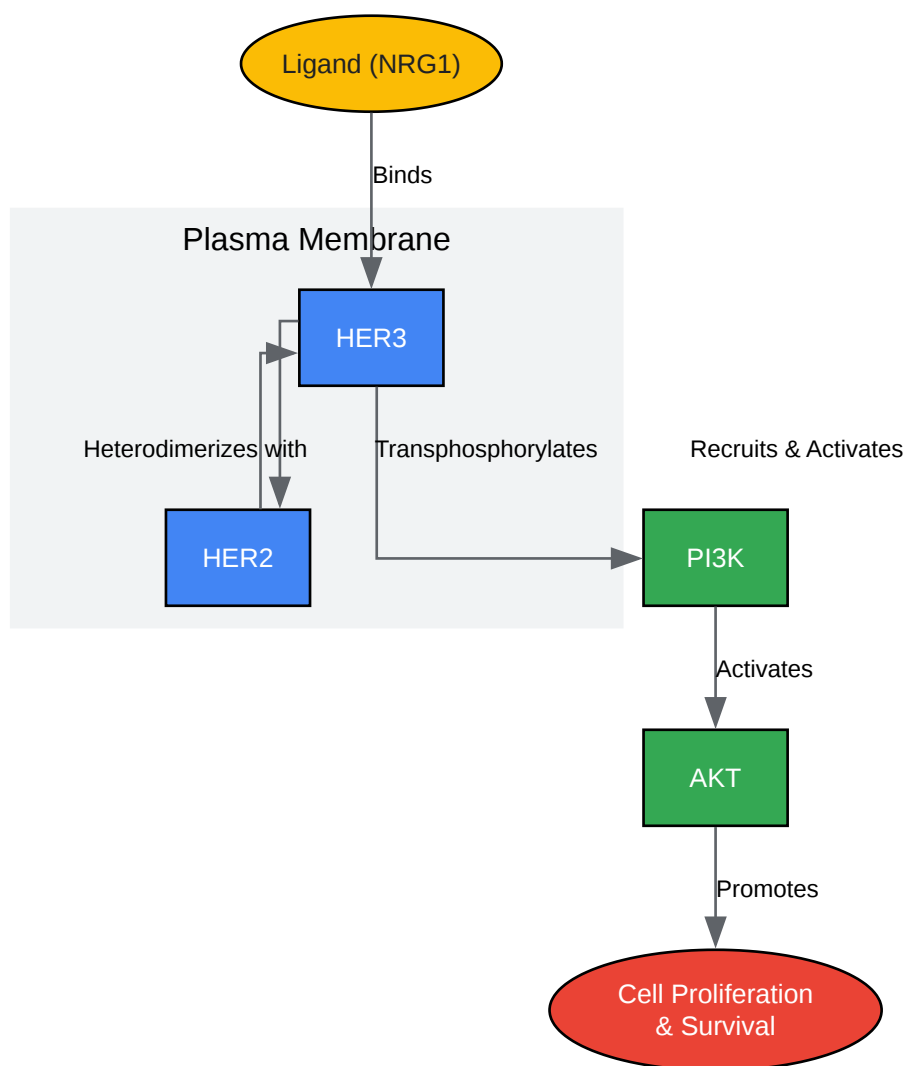 Ligand (NRG1)
Binds
Plasma Membrane
HER3
Heterodimerizes with
Transphosphorylates
Recruits & Activates
HER2
PI3K
Activates
AKT
Promotes
Cell Proliferation
& Survival